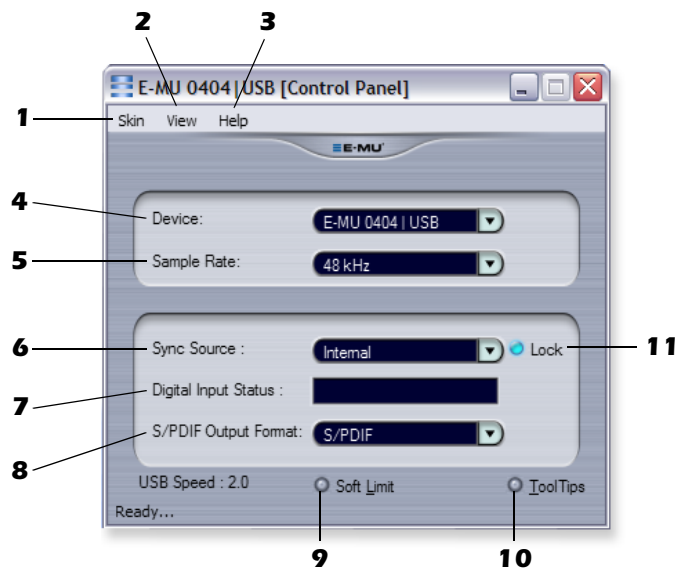 2 3
E-MU 0404 | USB [Control Panel]
1 Skin View Help
E-MU
4 Device: E-MU 0404 | USB
5 Sample Rate: 48 kHz
6 Sync Source : Internal Lock 11
7 Digital Input Status :
8 S/PDIF Output Format: S/PDIF
USB Speed : 2.0 Soft Limit ToolTips
Ready...
9 10